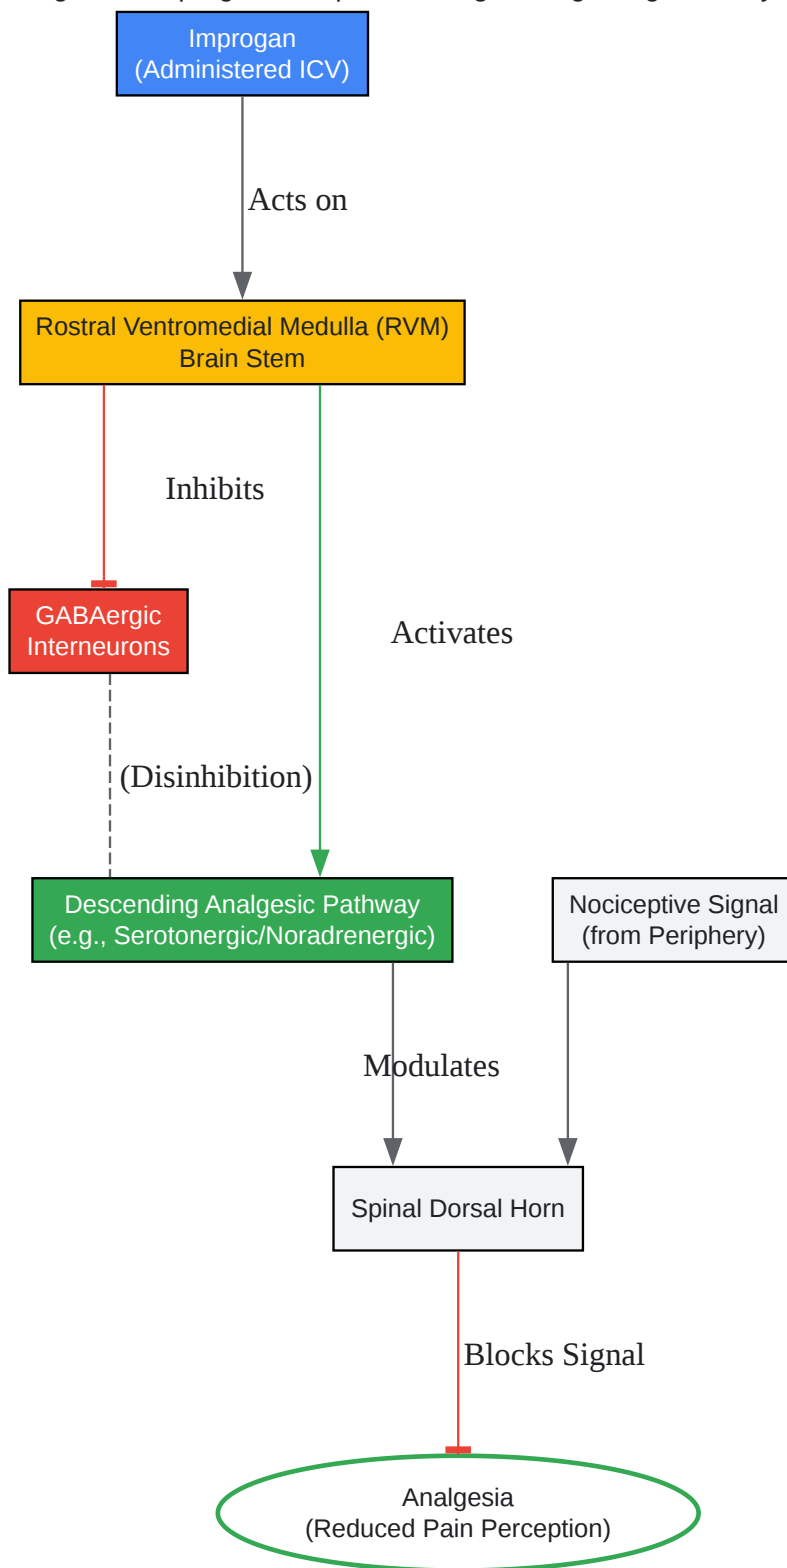 Improgan
(Administered ICV)
Acts on
Rostral Ventromedial Medulla (RVM)
Brain Stem
Inhibits
GABAergic
Interneurons
Activates
(Disinhibition)
Descending Analgesic Pathway
(e.g., Serotonergic/Noradrenergic)
Nociceptive Signal
(from Periphery)
Modulates
Spinal Dorsal Horn
Blocks Signal
Analgesia
(Reduced Pain Perception)